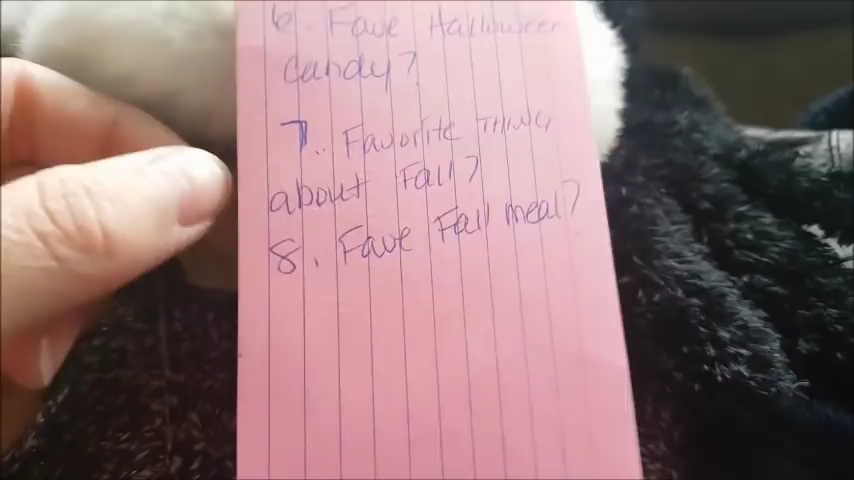 6. Fave Halloween
candy?
7.. Favorite THING
about Fall?
8. Fave Fall meal?